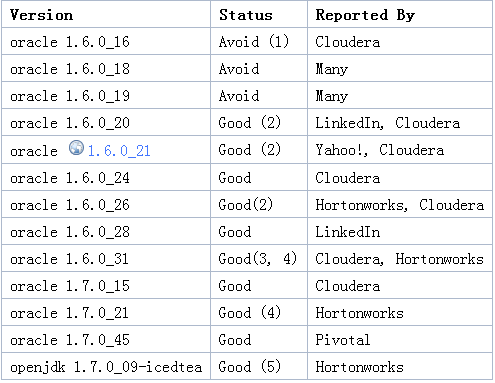 Version Status Reported By
oracle 1.6.0_16 Avoid (1) Cloudera
oracle 1.6.0_18 Avoid Many
oracle 1.6.0_19 Avoid Many
oracle 1.6.0_20 Good (2) LinkedIn, Cloudera
oracle 1.6.0_21 Good (2) Yahoo!, Cloudera
oracle 1.6.0_24 Good Cloudera
oracle 1.6.0_26 Good(2) Hortonworks, Cloudera
oracle 1.6.0_28 Good LinkedIn
oracle 1.6.0_31 Good(3, 4) Cloudera, Hortonworks
oracle 1.7.0_15 Good Cloudera
oracle 1.7.0_21 Good (4) Hortonworks
oracle 1.7.0_45 Good Pivotal
openjdk 1.7.0_09-icedtea Good (5) Hortonworks